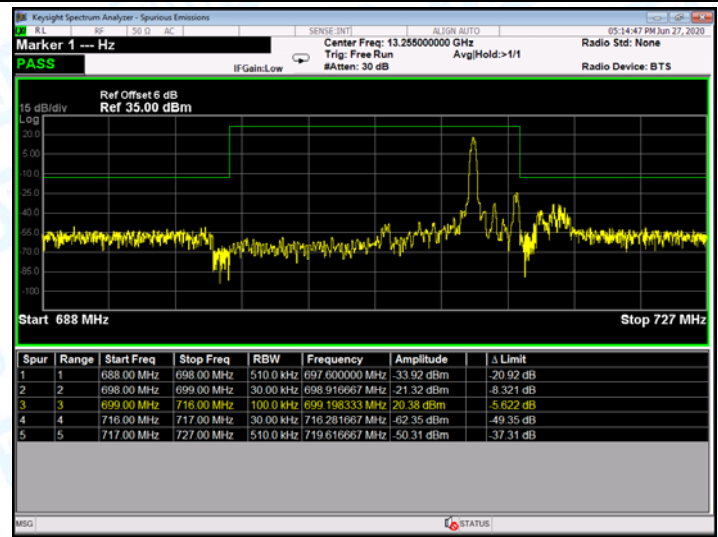 Keysight Spectrum Analyzer - Spurious Emissions
RL RF 50 Ω AC SENSE:INT ALIGN AUTO 05:14:47 PM Jun 27, 2020
Marker 1 --- Hz Center Freq: 13.255000000 GHz Radio Std: None
Trig: Free Run Avg|Hold:>1/1
PASS IFGain:Low #Atten: 30 dB Radio Device: BTS
Ref Offset 6 dB
15 dB/div Ref 35.00 dBm
Log
20.0
5.00
-10.0
-25.0
-40.0
-55.0
-70.0
-85.0
-100
Start 688 MHz Stop 727 MHz
Spur Range Start Freq Stop Freq RBW Frequency Amplitude Δ Limit
1 1 688.00 MHz 698.00 MHz 510.0 kHz 697.600000 MHz -33.92 dBm -20.92 dB
2 2 698.00 MHz 699.00 MHz 30.00 kHz 698.916667 MHz -21.32 dBm -8.321 dB
3 3 699.00 MHz 716.00 MHz 100.0 kHz 699.198333 MHz 20.38 dBm -5.622 dB
4 4 716.00 MHz 717.00 MHz 30.00 kHz 716.281667 MHz -62.35 dBm -49.35 dB
5 5 717.00 MHz 727.00 MHz 510.0 kHz 719.616667 MHz -50.31 dBm -37.31 dB
MSG STATUS